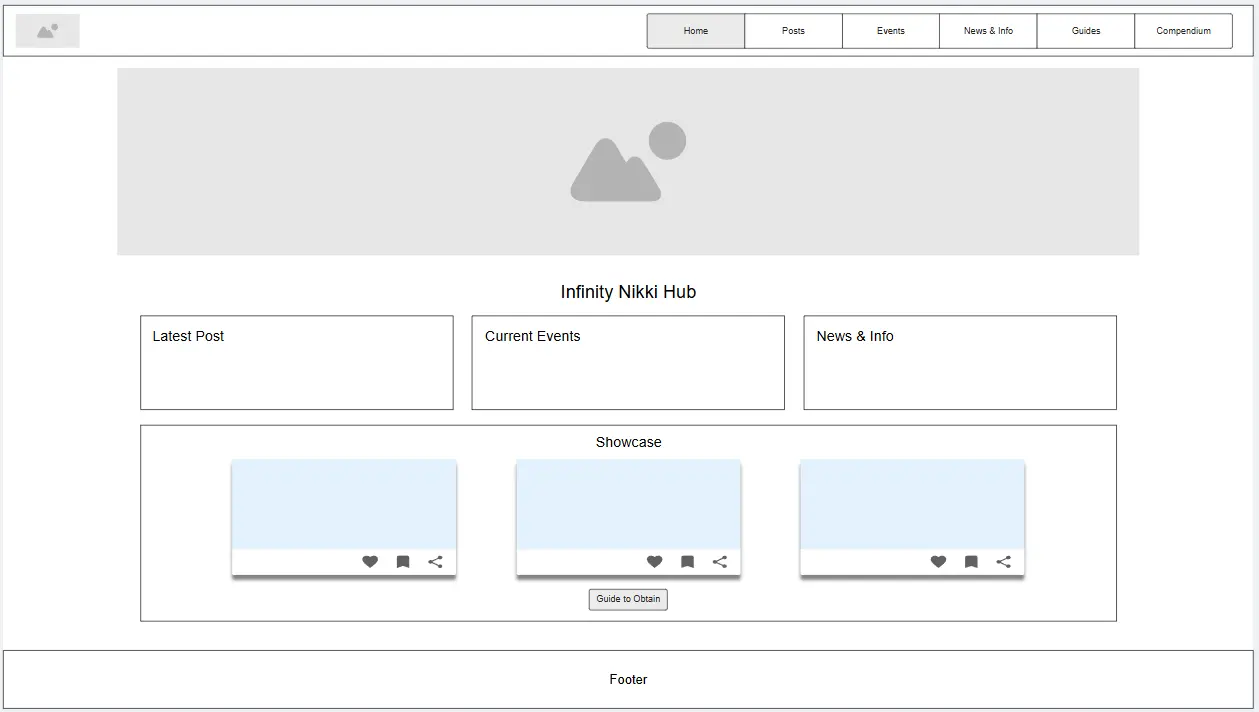 Home
Posts
Events
News & Info
Guides
Compendium
Infinity Nikki Hub
Latest Post
Current Events
News & Info
Showcase
Guide to Obtain
Footer